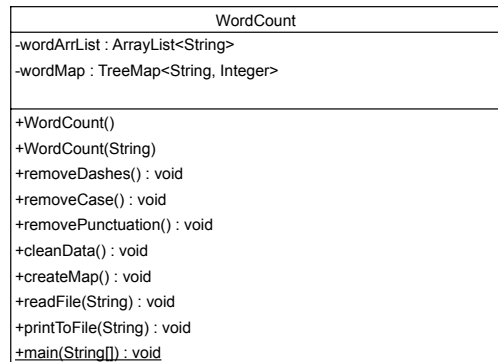 WordCount
-wordArrList : ArrayList<String>
-wordMap : TreeMap<String, Integer>
+WordCount()
+WordCount(String)
+removeDashes() : void
+removeCase() : void
+removePunctuation() : void
+cleanData() : void
+createMap() : void
+readFile(String) : void
+printToFile(String) : void
+main(String[]) : void